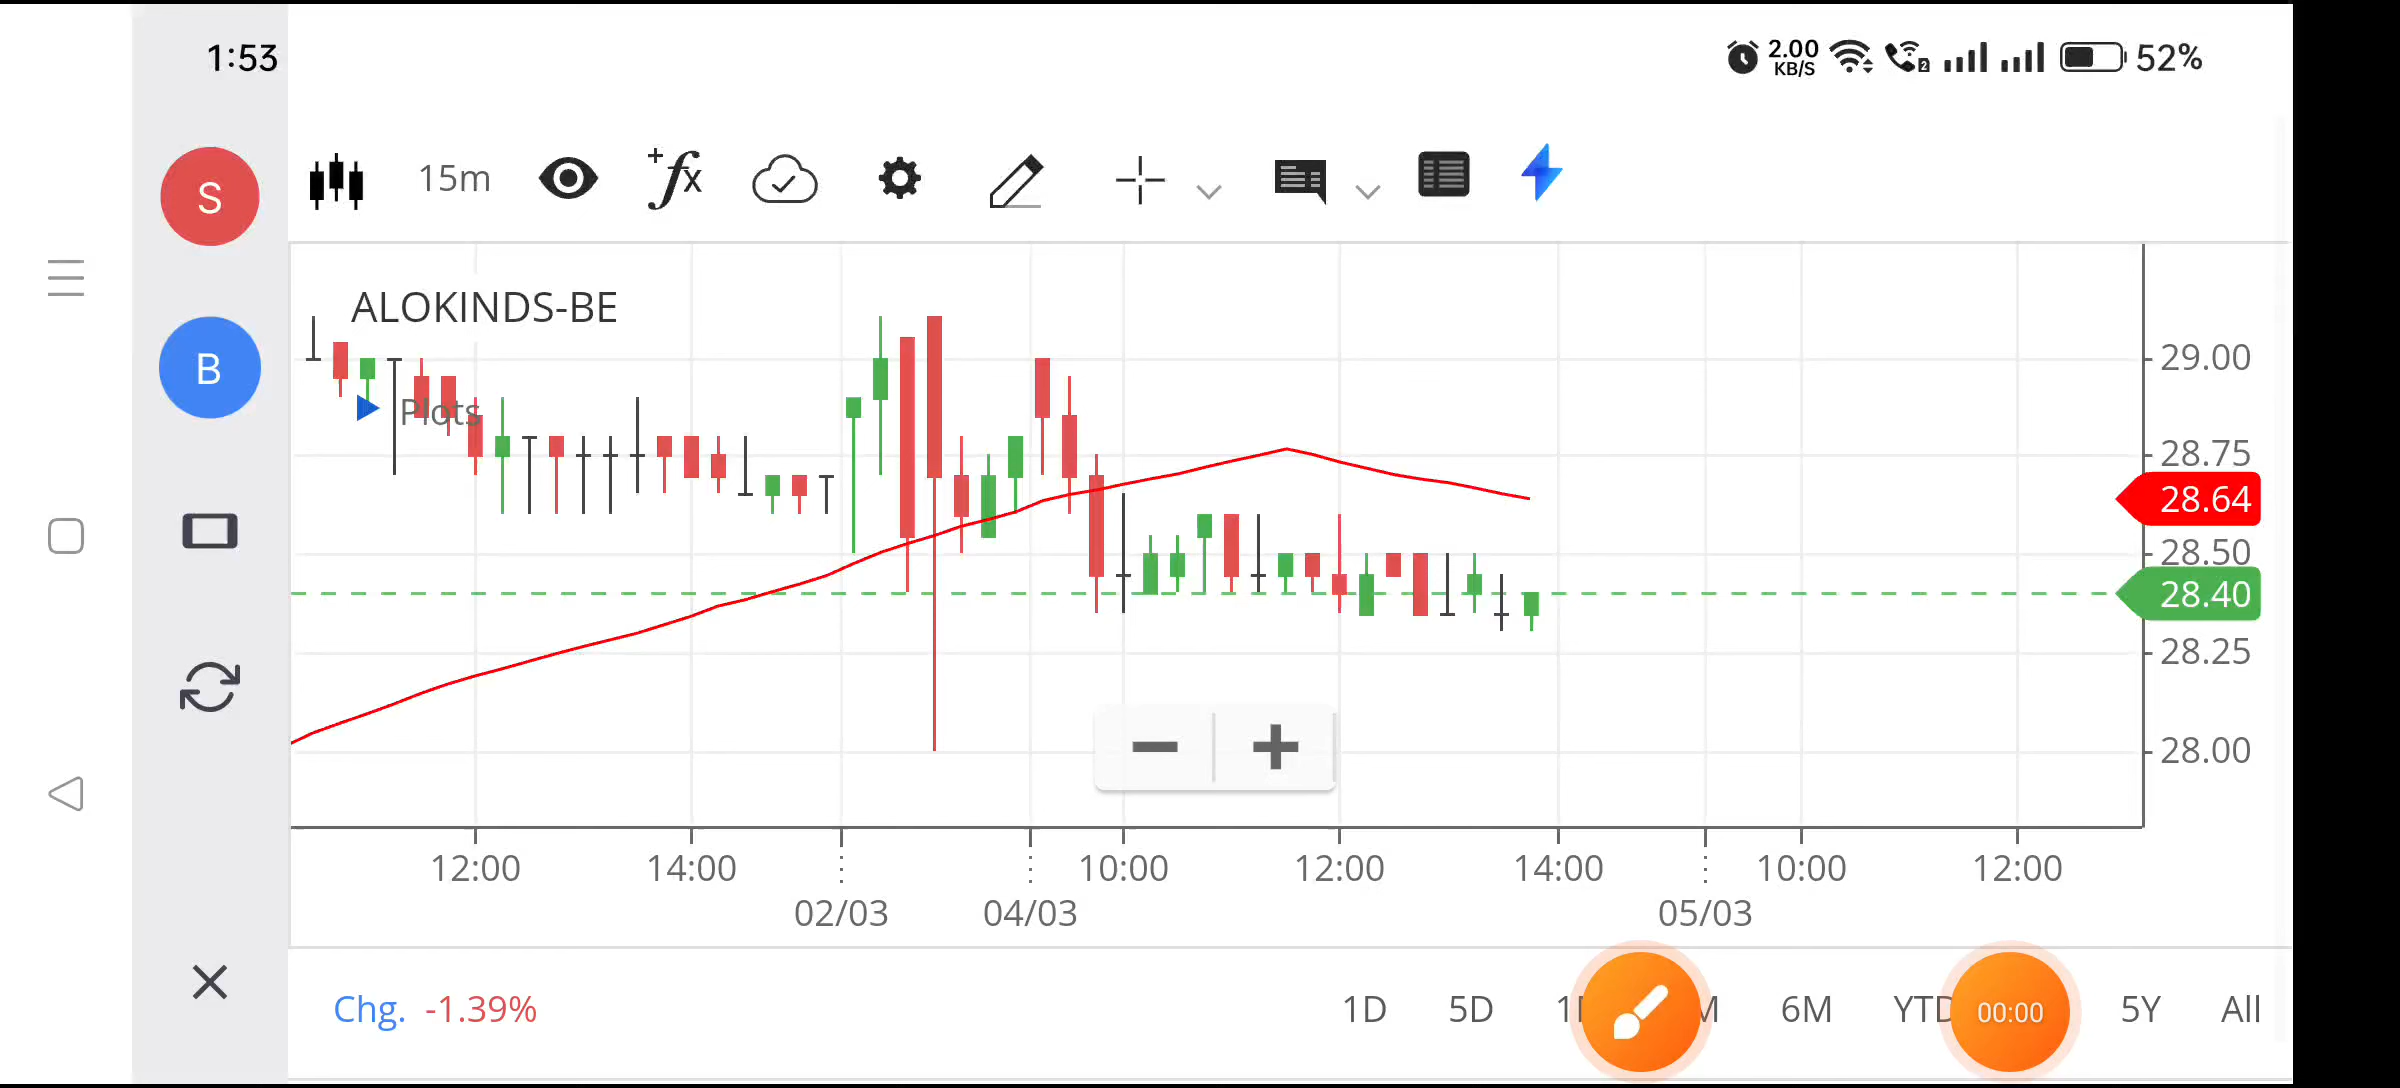 1:53
2.00
KB/S
2
52%
S
15m
+fx
B
ALOKINDS-BE
Plots
29.00
28.75
28.64
28.50
28.40
28.25
28.00
12:00 14:00 10:00 12:00 14:00 10:00 12:00
02/03 04/03 05/03
Chg. -1.39%
1D 5D 6M YTD 5Y All
00:00